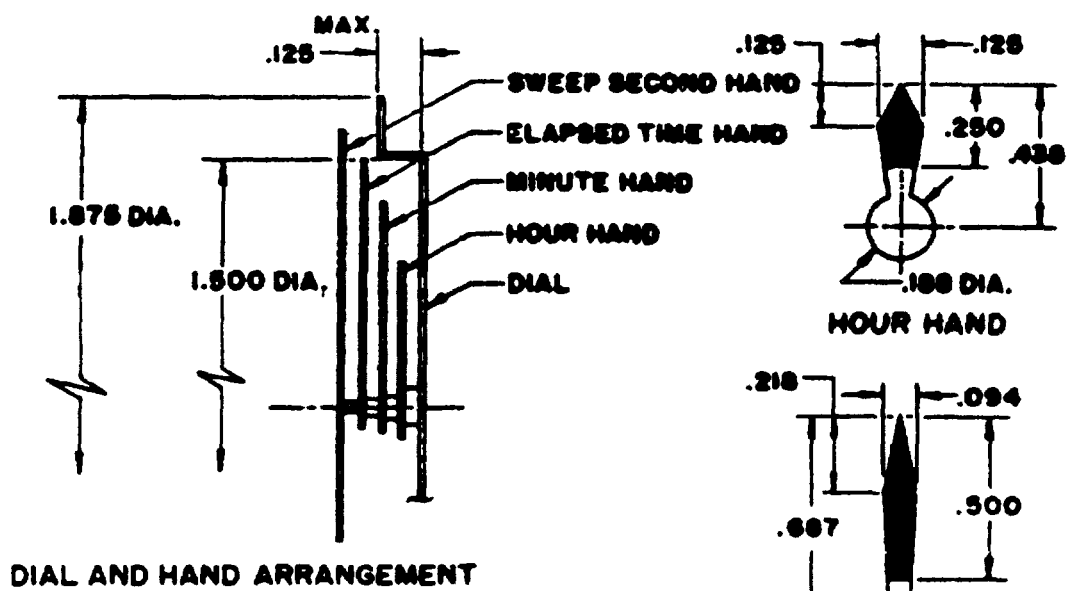 MAX.
.125
SWEEP SECOND HAND
ELAPSED TIME HAND
MINUTE HAND
HOUR HAND
DIAL
1.875 DIA.
1.500 DIA.
DIAL AND HAND ARRANGEMENT
.125
.125
.250
.438
.188 DIA.
HOUR HAND
.218
.094
.500
.687